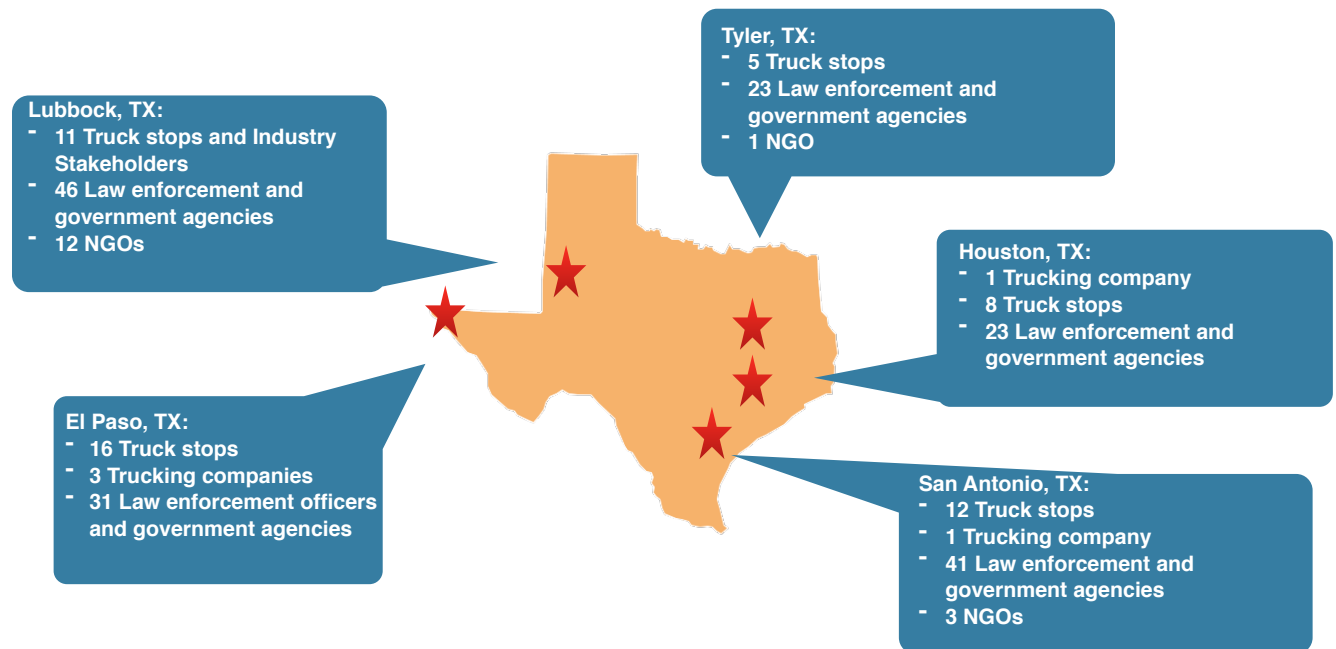 Tyler, TX:
- 5 Truck stops
- 23 Law enforcement and
government agencies
- 1 NGO
Lubbock, TX:
- 11 Truck stops and Industry
Stakeholders
- 46 Law enforcement and
government agencies
- 12 NGOs
Houston, TX:
- 1 Trucking company
- 8 Truck stops
- 23 Law enforcement and
government agencies
El Paso, TX:
- 16 Truck stops
- 3 Trucking companies
- 31 Law enforcement officers
and government agencies
San Antonio, TX:
- 12 Truck stops
- 1 Trucking company
- 41 Law enforcement and
government agencies
- 3 NGOs